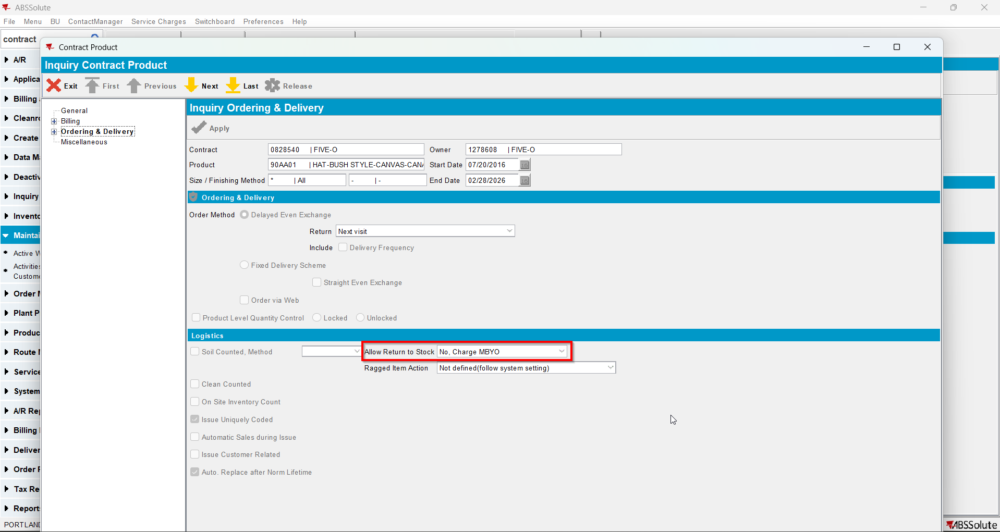 ABSSolute
File Menu BU ContactManager Service Charges Switchboard Preferences Help
contract
Contract Product
Inquiry Contract Product
Exit First Previous Next Last Release
A/R
Applica
Billing
Cleanr
Create
Data M
Deactiv
Inquiry
Invent
Maintai
Active W
Activities
Custome
Order
Plant P
Produc
Route
Service
System
A/R Re
Billing
Deliver
Order
Tax Re
Report
PORTLAND
General
Billing
Ordering & Delivery
Miscellaneous
Inquiry Ordering & Delivery
Apply
Contract 0828540 | FIVE-O Owner 1278608 | FIVE-O
Product 90AA01 | HAT-BUSH STYLE-CANVAS-CAN Start Date 07/20/2016 16
Size / Finishing Method * | All - | - End Date 02/28/2026 16
Ordering & Delivery
Order Method Delayed Even Exchange
Return Next visit
Include Delivery Frequency
Fixed Delivery Scheme
Straight Even Exchange
Order via Web
Product Level Quantity Control Locked Unlocked
Logistics
Soil Counted, Method Allow Return to Stock No, Charge MBYO
Ragged Item Action Not defined(follow system setting)
Clean Counted
On Site Inventory Count
Issue Uniquely Coded
Automatic Sales during Issue
Issue Customer Related
Auto. Replace after Norm Lifetime
ABSSolute